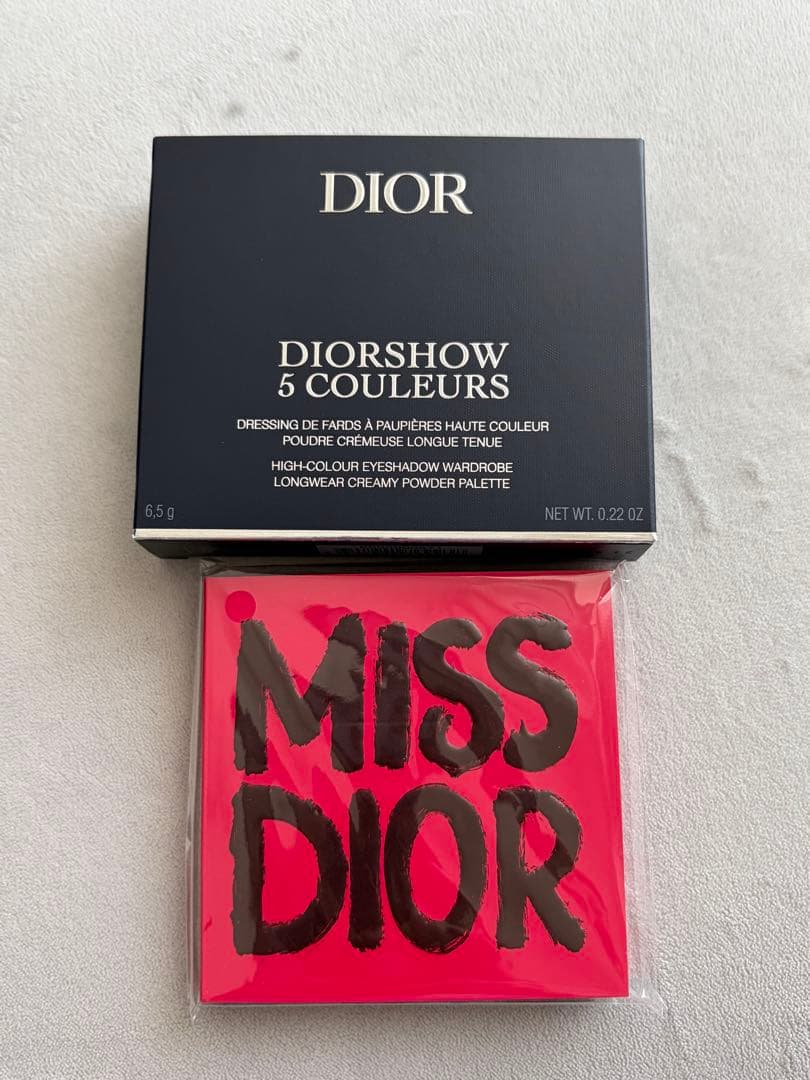 DIOR
DIORSHOW
5 COULEURS
DRESSING DE FARDS À PAUPIÈRES HAUTE COULEUR
POUDRE CRÉMEUSE LONGUE TENUE
HIGH-COLOUR EYESHADOW WARDROBE
LONGWEAR CREAMY POWDER PALETTE
6,5 g
NET WT. 0.22 OZ
MISS
DIOR